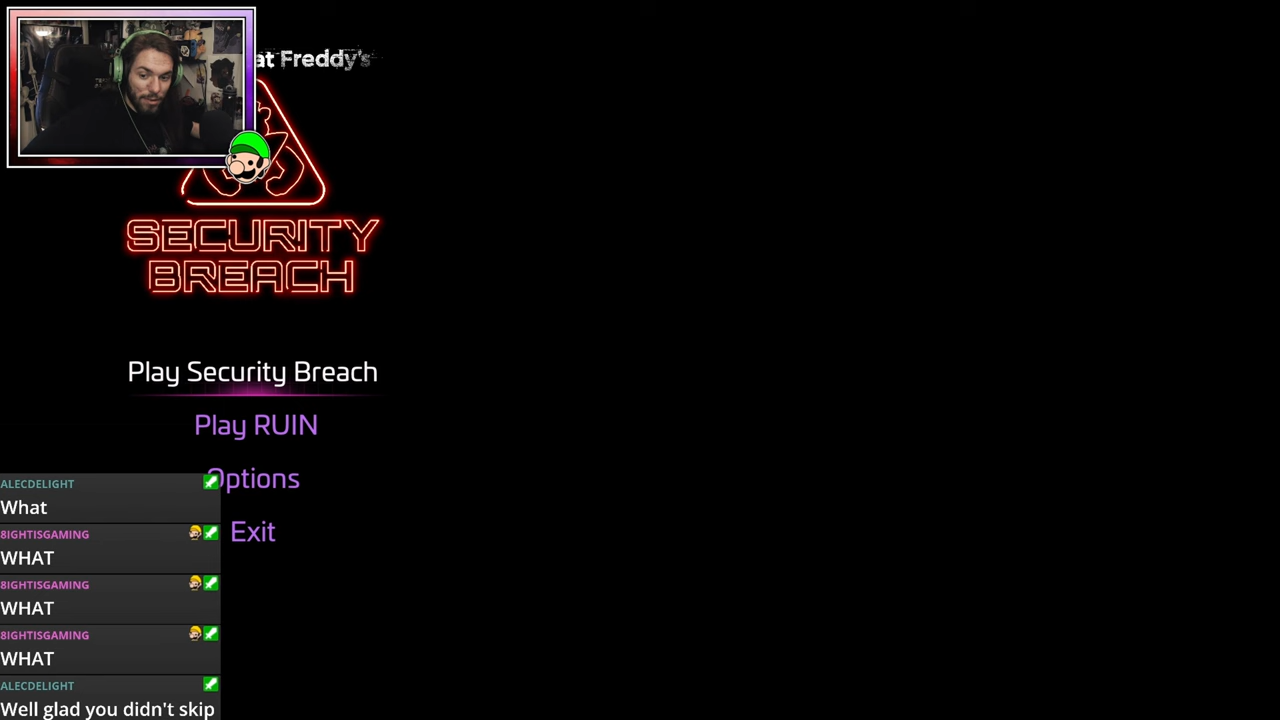 at Freddy's
SECURITY
BREACH
Play Security Breach
Play RUIN
Options
Exit
ALECDELIGHT
What
8IGHTISGAMING
WHAT
8IGHTISGAMING
WHAT
8IGHTISGAMING
WHAT
ALECDELIGHT
Well glad you didn't skip